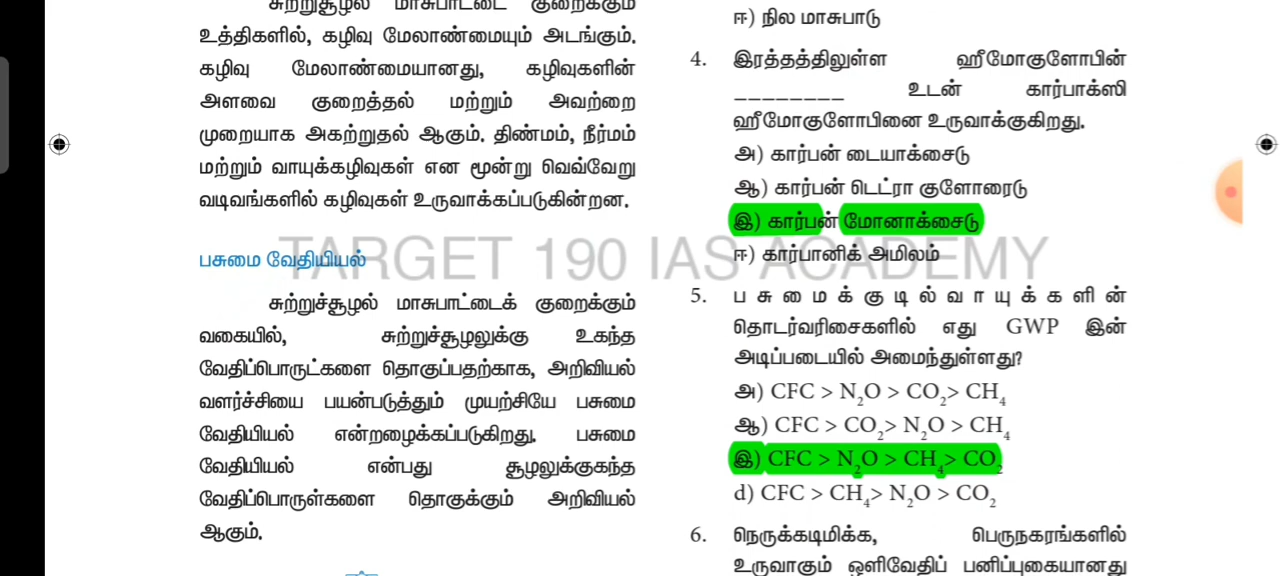 சுற்றுசூழல் மாசுபாட்டை குறைக்கும்
உத்திகளில், கழிவு மேலாண்மையும் அடங்கும்.
கழிவு மேலாண்மையானது, கழிவுகளின்
அளவை குறைத்தல் மற்றும் அவற்றை
முறையாக அகற்றுதல் ஆகும். திண்மம், நீர்மம்
மற்றும் வாயுக்கழிவுகள் என மூன்று வெவ்வேறு
வடிவங்களில் கழிவுகள் உருவாக்கப்படுகின்றன.
பசுமை வேதியியல்
சுற்றுச்சூழல் மாசுபாட்டைக் குறைக்கும்
வகையில், சுற்றுச்சூழலுக்கு உகந்த
வேதிப்பொருட்களை தொகுப்பதற்காக, அறிவியல்
வளர்ச்சியை பயன்படுத்தும் முயற்சியே பசுமை
வேதியியல் என்றழைக்கப்படுகிறது. பசுமை
வேதியியல் என்பது சூழலுக்குகந்த
வேதிப்பொருள்களை தொகுக்கும் அறிவியல்
ஆகும்.
ஈ) நில மாசுபாடு
4. இரத்தத்திலுள்ள ஹீமோகுளோபின்
________ உடன் கார்பாக்ஸி
ஹீமோகுளோபினை உருவாக்குகிறது.
அ) கார்பன் டையாக்சைடு
ஆ) கார்பன் டெட்ரா குளோரைடு
இ) கார்பன் மோனாக்சைடு
ஈ) கார்பானிக் அமிலம்
5. பசுமைக்குடில்வாயுக்களின்
தொடர்வரிசைகளில் எது GWP இன்
அடிப்படையில் அமைந்துள்ளது?
அ) CFC > N₂O > CO₂> CH₄
ஆ) CFC > CO₂> N₂O > CH₄
இ) CFC > N₂O > CH₄> CO₂
d) CFC > CH₄> N₂O > CO₂
6. நெருக்கடிமிக்க, பெருநகரங்களில்
உருவாகும் ஒளிவேதிப் பனிப்புகையானது
TARGET 190 IAS ACADEMY